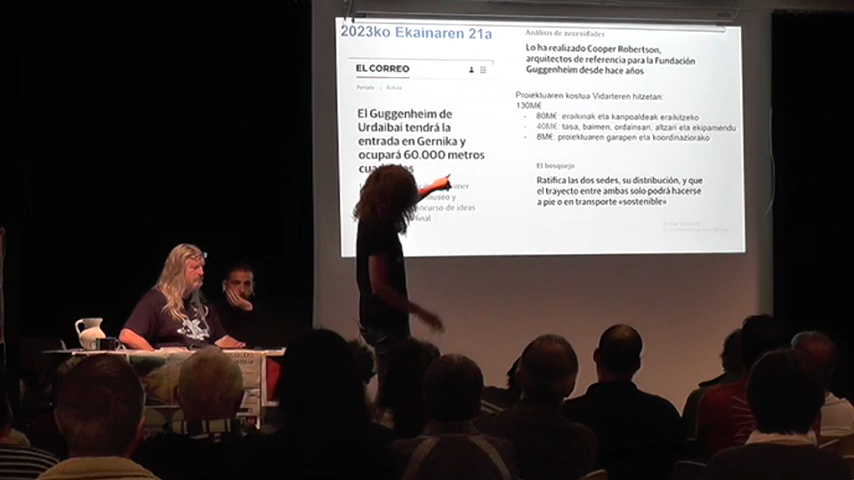 2023ko Ekainaren 21a
EL CORREO
El Guggenheim de
Urdaibai tendrá la
entrada en Gernika y
ocupará 60.000 metros
museo y
concurso de ideas
Análisis de necesidades
Lo ha realizado Cooper Robertson,
arquitectos de referencia para la Fundación
Guggenheim desde hace años
Proiektuaren kostua Vidarteren hitzetan:
130M€
- 80M€: eraikinak eta kanpoaldeak eraikitzeko
- 40M€: tasa, baimen, ordainsari, altzari eta ekipamendu
- 8M€: proiektuaren garapen eta koordinaziorako
El bosquejo
Ratifica las dos sedes, su distribución, y que
el trayecto entre ambas solo podrá hacerse
a pie o en transporte «sostenible»